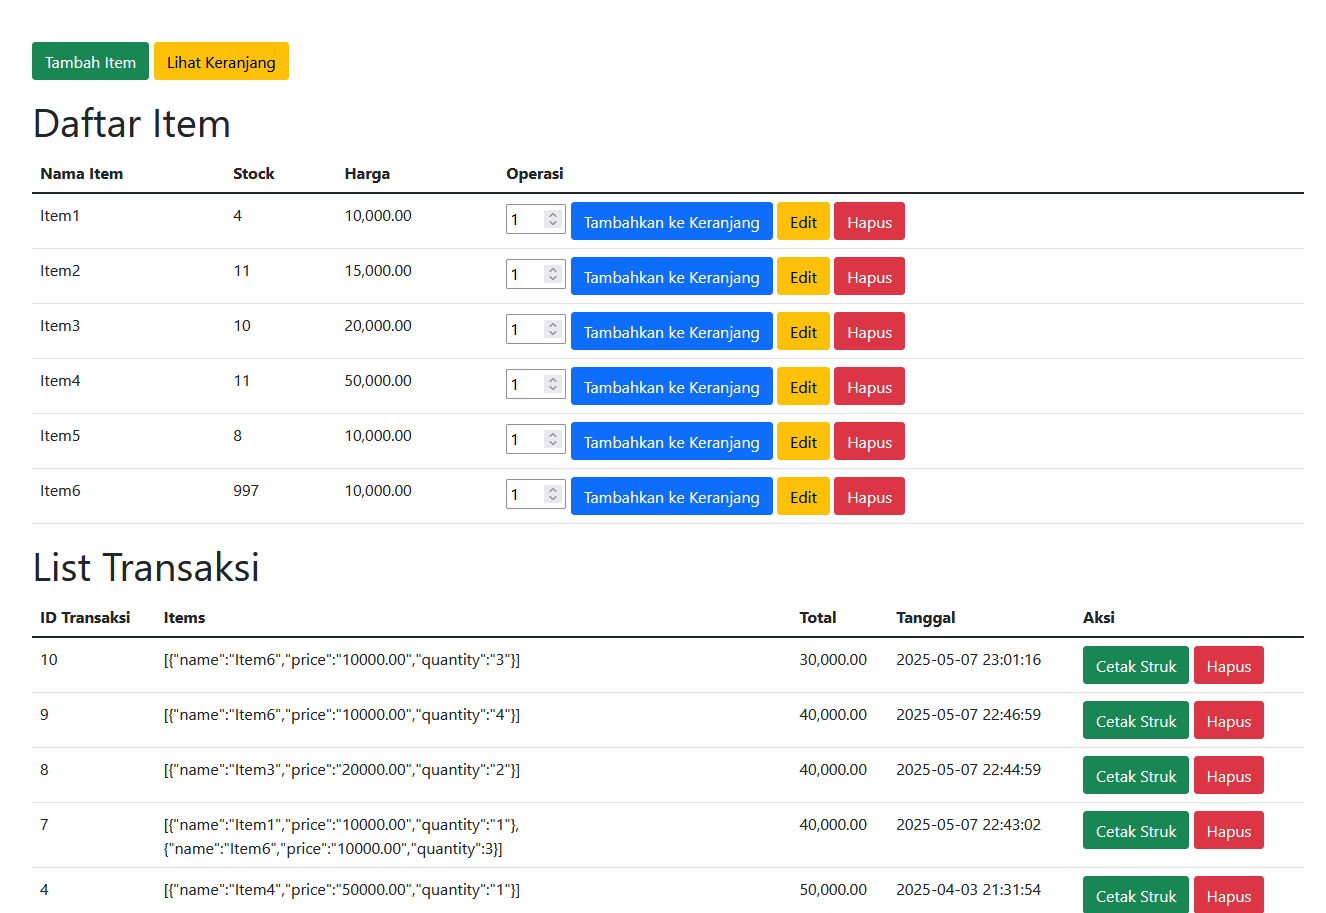 Tambah Item Lihat Keranjang
Daftar Item
Nama Item Stock Harga Operasi
Item1 4 10,000.00 1 Tambahkan ke Keranjang Edit Hapus
Item2 11 15,000.00 1 Tambahkan ke Keranjang Edit Hapus
Item3 10 20,000.00 1 Tambahkan ke Keranjang Edit Hapus
Item4 11 50,000.00 1 Tambahkan ke Keranjang Edit Hapus
Item5 8 10,000.00 1 Tambahkan ke Keranjang Edit Hapus
Item6 997 10,000.00 1 Tambahkan ke Keranjang Edit Hapus
List Transaksi
ID Transaksi Items Total Tanggal Aksi
10 [{"name":"Item6","price":"10000.00","quantity":"3"}] 30,000.00 2025-05-07 23:01:16 Cetak Struk Hapus
9 [{"name":"Item6","price":"10000.00","quantity":"4"}] 40,000.00 2025-05-07 22:46:59 Cetak Struk Hapus
8 [{"name":"Item3","price":"20000.00","quantity":"2"}] 40,000.00 2025-05-07 22:44:59 Cetak Struk Hapus
7 [{"name":"Item1","price":"10000.00","quantity":"1"}, 40,000.00 2025-05-07 22:43:02 Cetak Struk Hapus
{"name":"Item6","price":"10000.00","quantity":3}]
4 [{"name":"Item4","price":"50000.00","quantity":"1"}] 50,000.00 2025-04-03 21:31:54 Cetak Struk Hapus